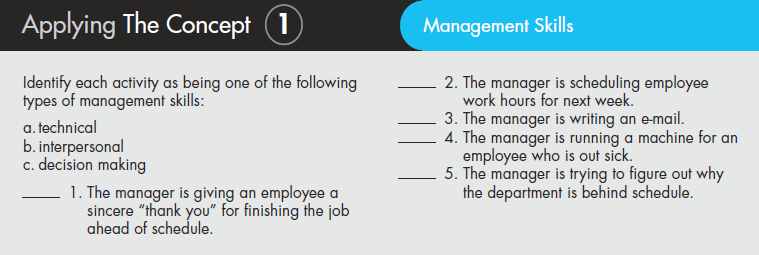 Applying The Concept 1
Management Skills
Identify each activity as being one of the following
types of management skills:
a. technical
b. interpersonal
c. decision making
_____ 1. The manager is giving an employee a
sincere “thank you” for finishing the job
ahead of schedule.
_____ 2. The manager is scheduling employee
work hours for next week.
_____ 3. The manager is writing an e-mail.
_____ 4. The manager is running a machine for an
employee who is out sick.
_____ 5. The manager is trying to figure out why
the department is behind schedule.